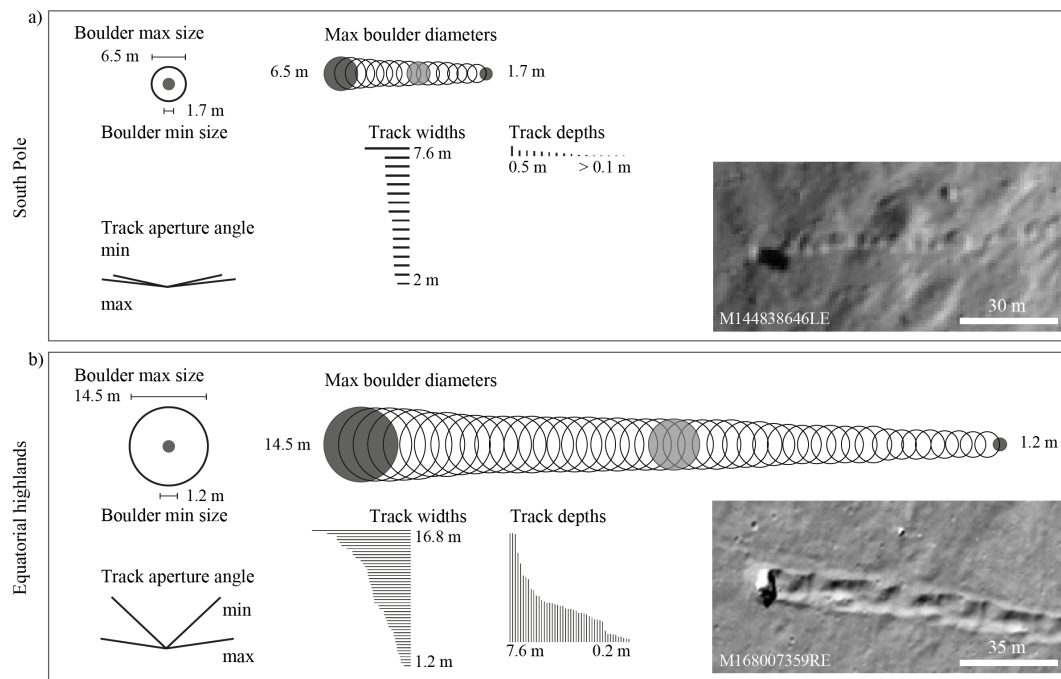 a)
South Pole
Boulder max size
6.5 m
1.7 m
Boulder min size
Max boulder diameters
6.5 m
1.7 m
Track widths
7.6 m
2 m
Track depths
0.5 m
> 0.1 m
Track aperture angle
min
max
M144838646LE
30 m
b)
Equatorial highlands
Boulder max size
14.5 m
1.2 m
Boulder min size
Max boulder diameters
14.5 m
1.2 m
Track widths
16.8 m
1.2 m
Track depths
7.6 m
0.2 m
Track aperture angle
min
max
M168007359RE
35 m